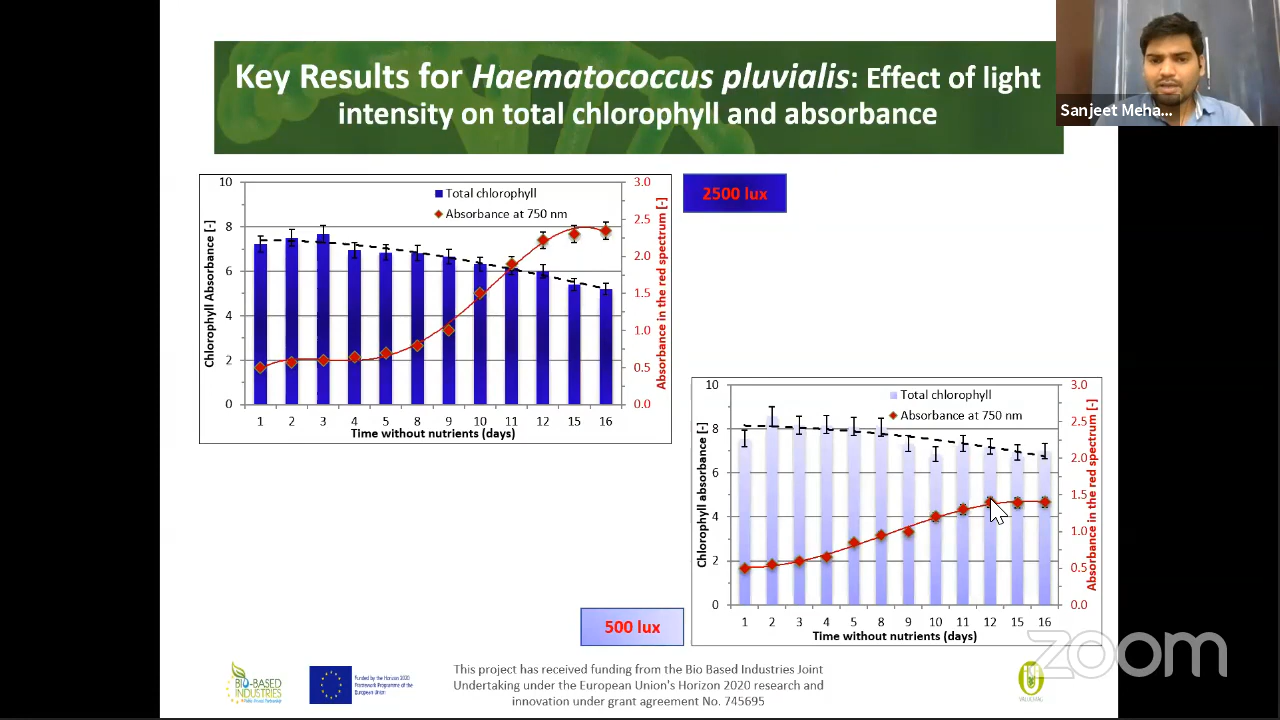 Key Results for Haematococcus pluvialis: Effect of light
intensity on total chlorophyll and absorbance
Sanjeet Meha...
10
8
6
4
2
0
Chlorophyll Absorbance [-]
Total chlorophyll
Absorbance at 750 nm
3.0
2.5
2.0
1.5
1.0
0.5
0.0
Absorbance in the red spectrum [-]
1 2 3 4 5 8 9 10 11 12 15 16
Time without nutrients (days)
2500 lux
10
8
6
4
2
0
Chlorophyll absorbance [-]
Total chlorophyll
Absorbance at 750 nm
3.0
2.5
2.0
1.5
1.0
0.5
0.0
Absorbance in the red spectrum [-]
1 2 3 4 5 8 9 10 11 12 15 16
Time without nutrients (days)
500 lux
zoom
BIO-BASED
INDUSTRIES
Public-Private Partnership
Funded by the Horizon 2020
Framework Programme of the
European Union
This project has received funding from the Bio Based Industries Joint
Undertaking under the European Union's Horizon 2020 research and
innovation under grant agreement No. 745695
VALUEMAG